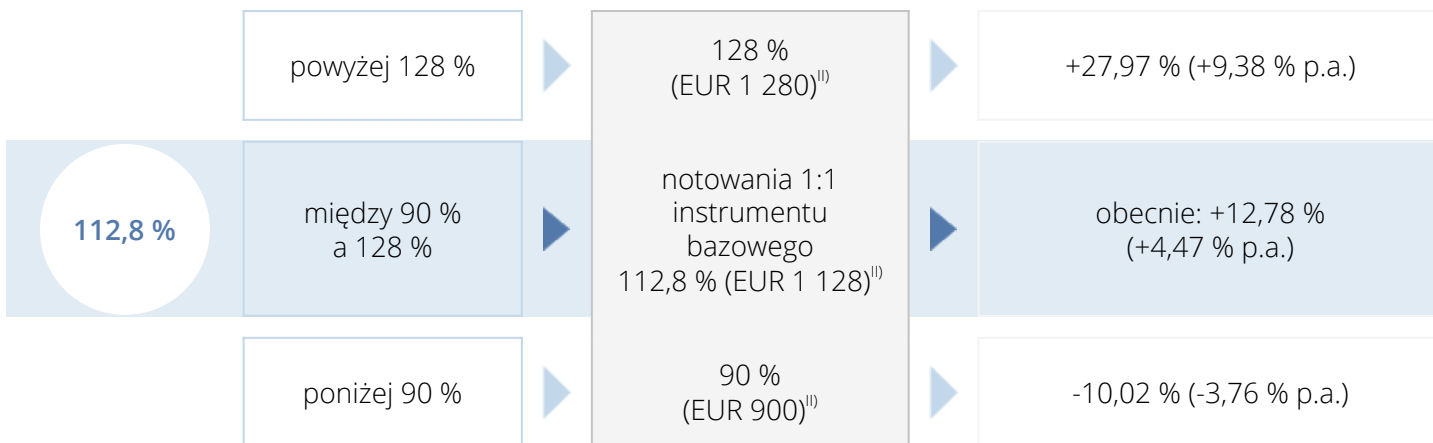 powyżej 128 %
128 %
(EUR 1 280)II)
+27,97 % (+9,38 % p.a.)
112,8 %
między 90 %
a 128 %
notowania 1:1
instrumentu
bazowego
112,8 % (EUR 1 128)II)
obecnie: +12,78 %
(+4,47 % p.a.)
poniżej 90 %
90 %
(EUR 900)II)
-10,02 % (-3,76 % p.a.)